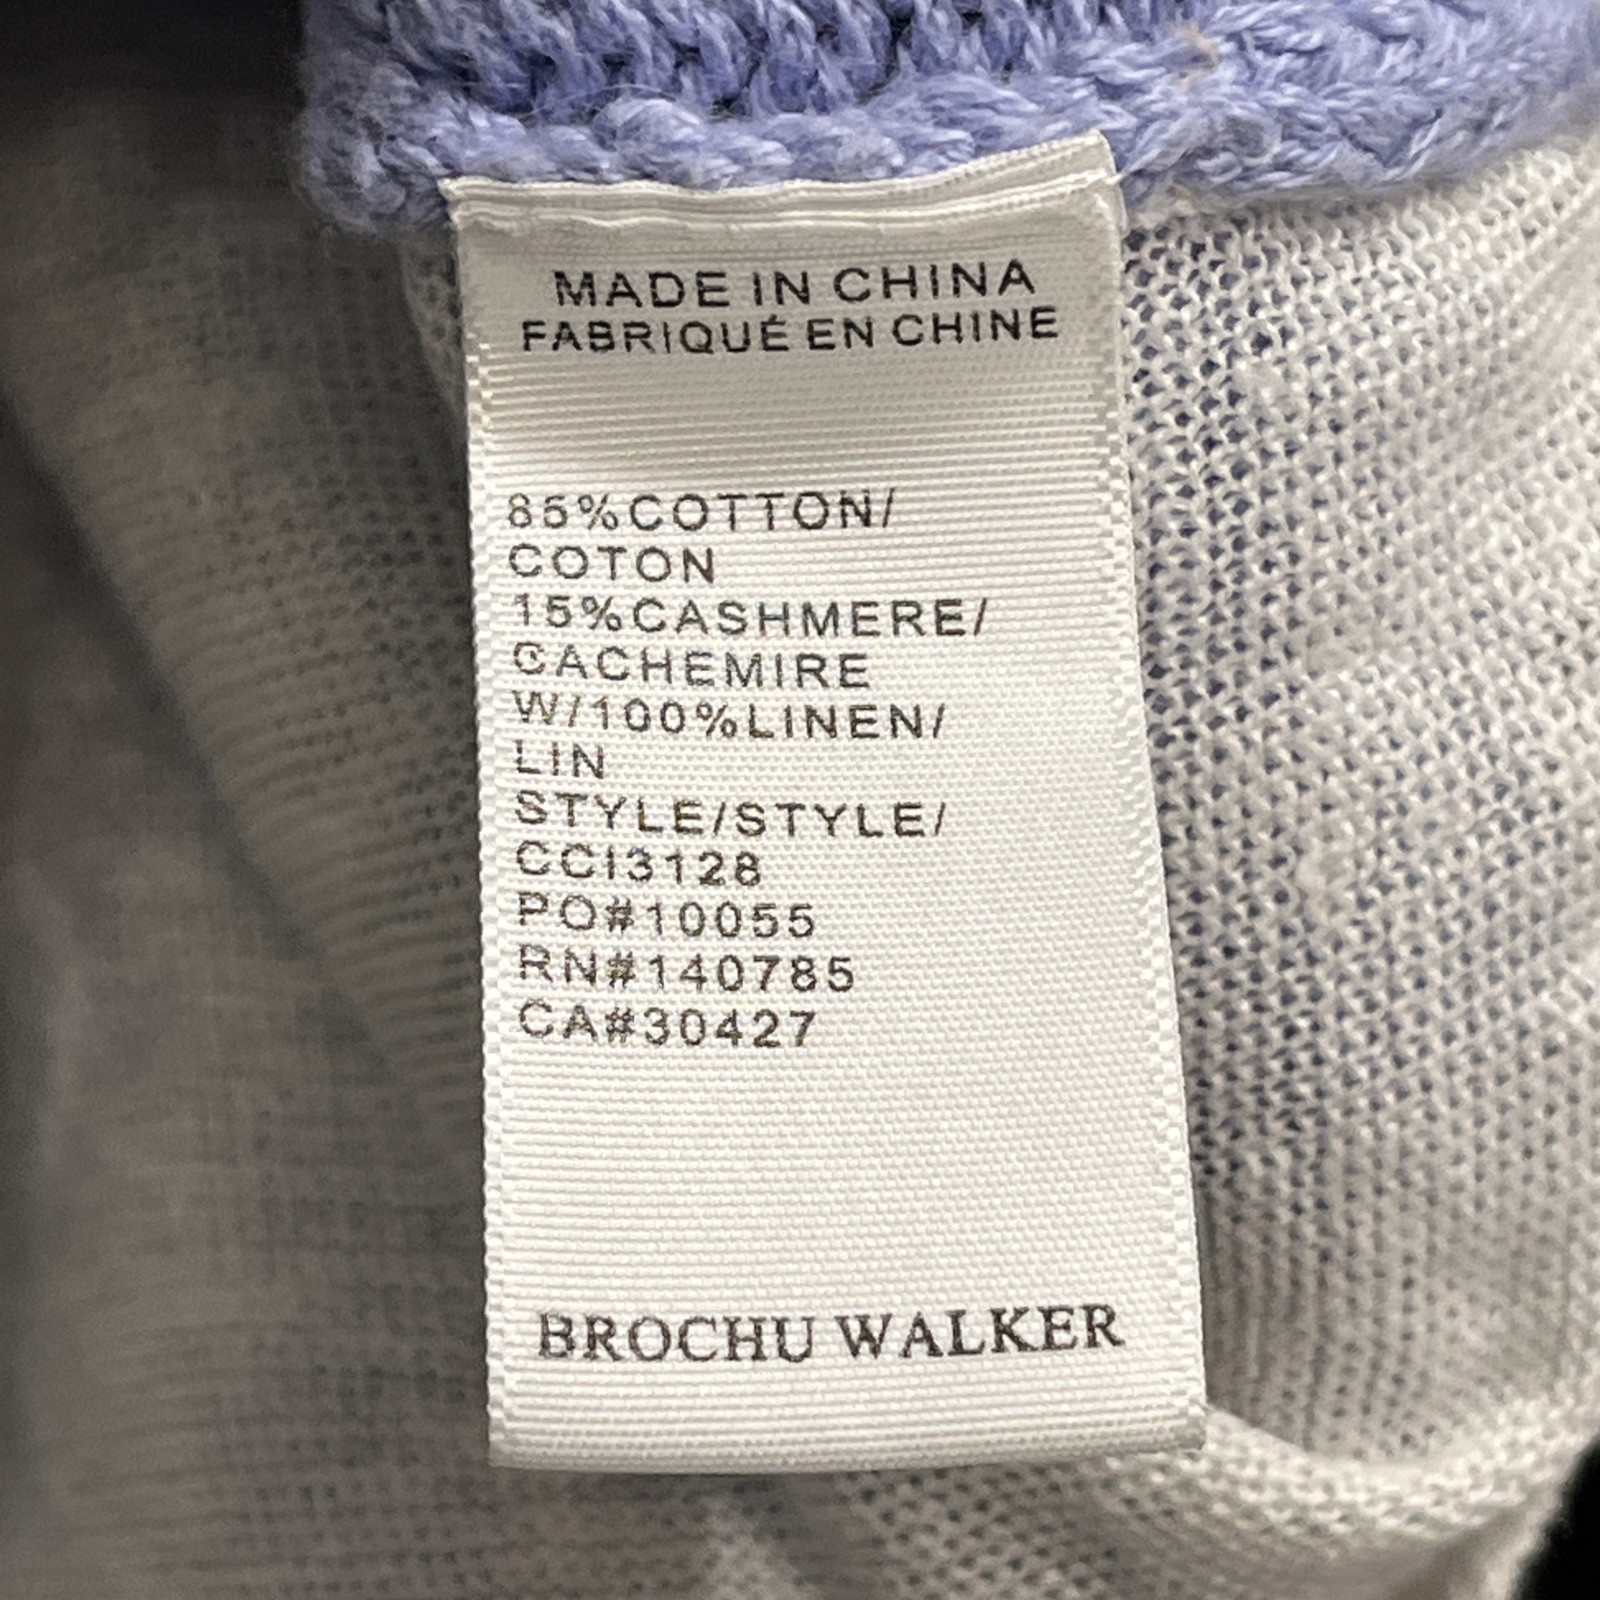 MADE IN CHINA
FABRIQUÉ EN CHINE
85%COTTON/
COTON
15%CASHMERE/
CACHEMIRE
W/100%LINEN/
LIN
STYLE/STYLE/
CCI3128
PO#10055
RN#140785
CA#30427
BROCHU WALKER